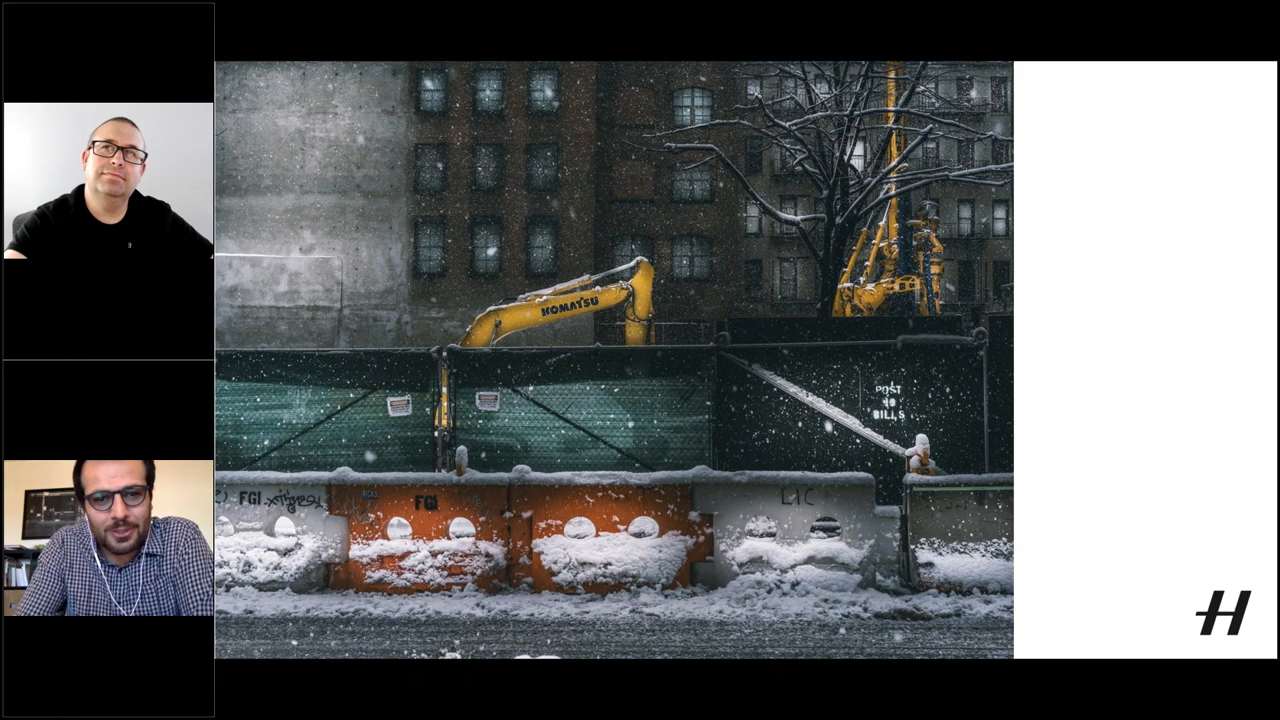 KOMATSU
POST
NO
BILLS
FGI
FGI
LIC
H